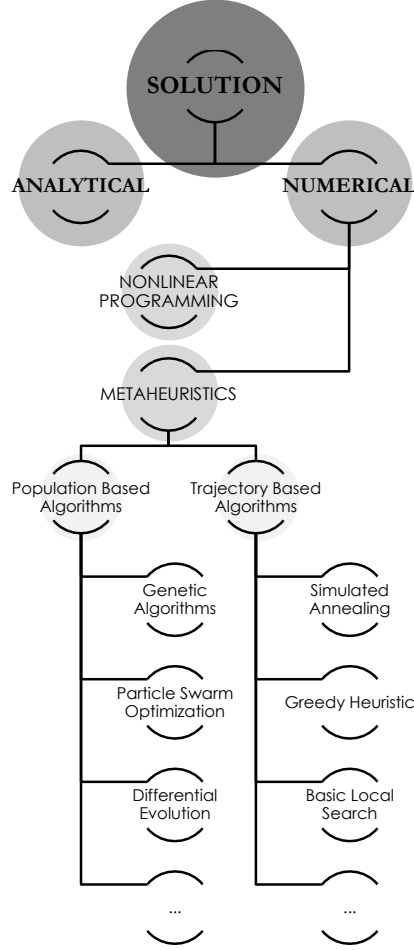 SOLUTION
ANALYTICAL
NUMERICAL
NONLINEAR
PROGRAMMING
METAHEURISTICS
Population Based
Algorithms
Trajectory Based
Algorithms
Genetic
Algorithms
Simulated
Annealing
Particle Swarm
Optimization
Greedy Heuristic
Differential
Evolution
Basic Local
Search
...
...